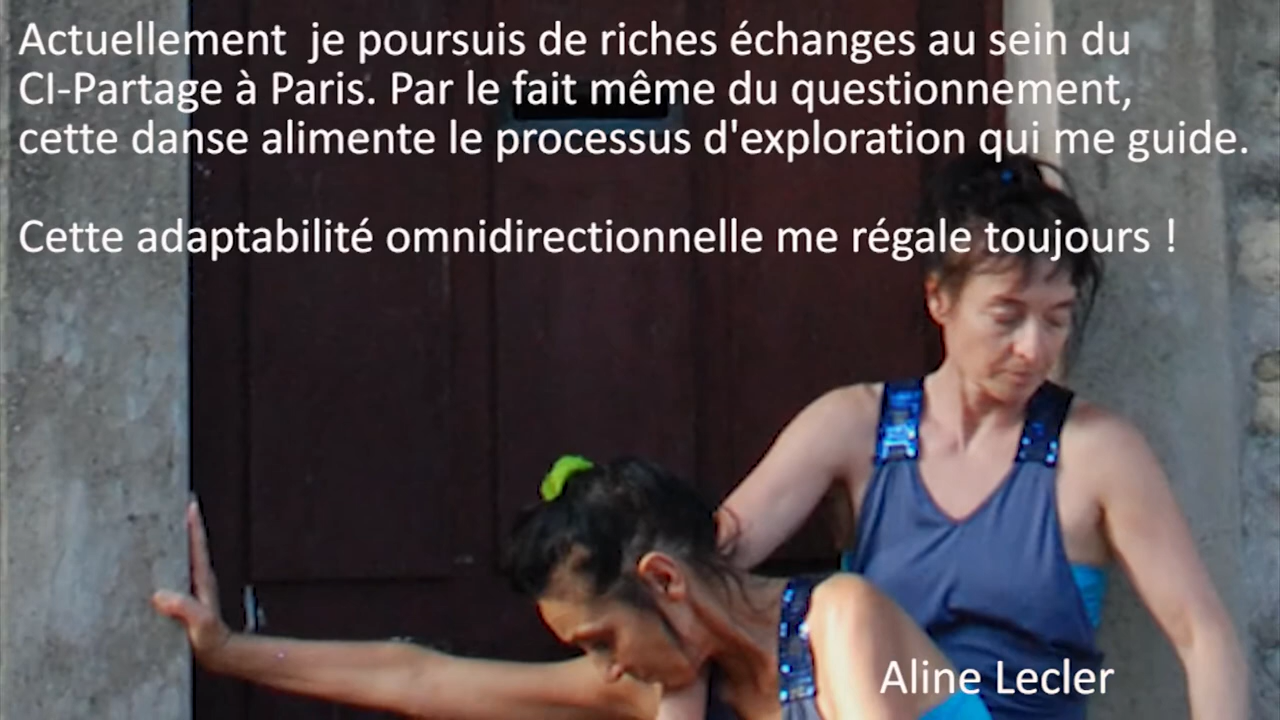 Actuellement  je poursuis de riches échanges au sein du
CI-Partage à Paris. Par le fait même du questionnement,
cette danse alimente le processus d'exploration qui me guide.
Cette adaptabilité omnidirectionnelle me régale toujours !
Aline Lecler